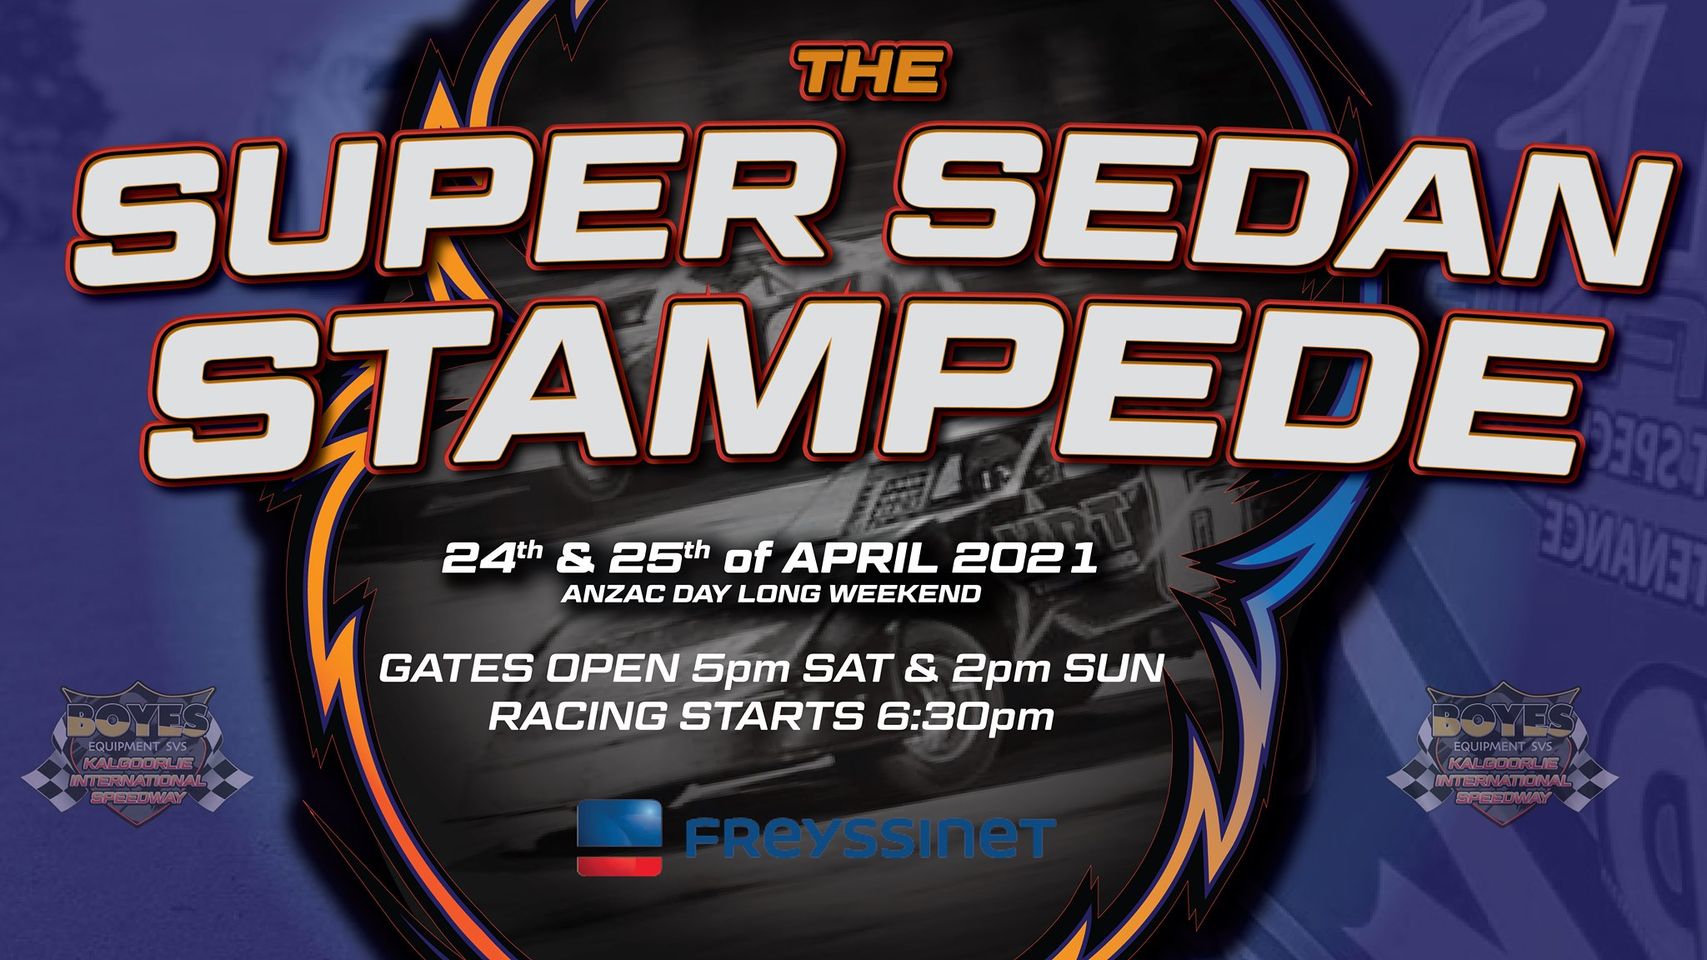 THE
SUPER SEDAN
STAMPEDE
24th & 25th of APRIL 2021
ANZAC DAY LONG WEEKEND
GATES OPEN 5pm SAT & 2pm SUN
RACING STARTS 6:30pm
FREYSSINET
BOYES
EQUIPMENT SVS
KALGOORLIE
INTERNATIONAL
SPEEDWAY
BOYES
EQUIPMENT SVS
KALGOORLIE
INTERNATIONAL
SPEEDWAY